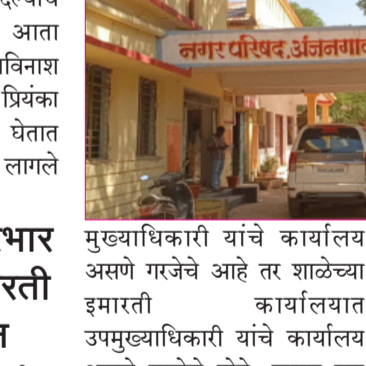 आता
प्रियंका
घेतात
लागले
भार
रती
नगर परिषद, अंजनगाव
मुख्याधिकारी यांचे कार्यालय
असणे गरजेचे आहे तर शाळेच्या
इमारती कार्यालयात
उपमुख्याधिकारी यांचे कार्यालय